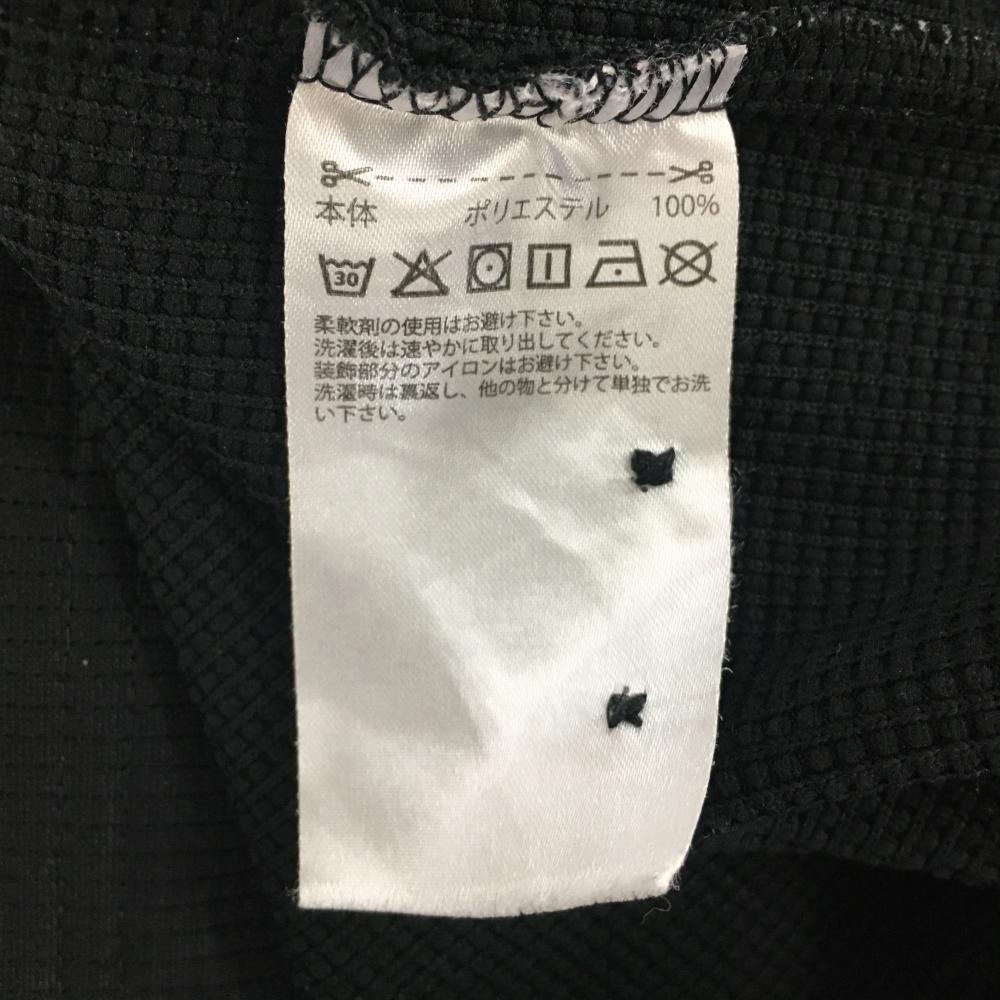 本体 ポリエステル 100%
30
柔軟剤の使用はお避け下さい。
洗濯後は速やかに取り出してください。
装飾部分のアイロンはお避け下さい。
洗濯時は裏返し、他の物と分けて単独でお洗
い下さい。